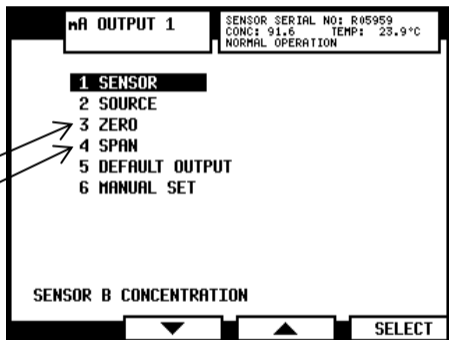 mA OUTPUT 1
SENSOR SERIAL NO: R05959
CONC: 91.6 TEMP: 23.9°C
NORMAL OPERATION
1 SENSOR
2 SOURCE
3 ZERO
4 SPAN
5 DEFAULT OUTPUT
6 MANUAL SET
SENSOR B CONCENTRATION
SELECT